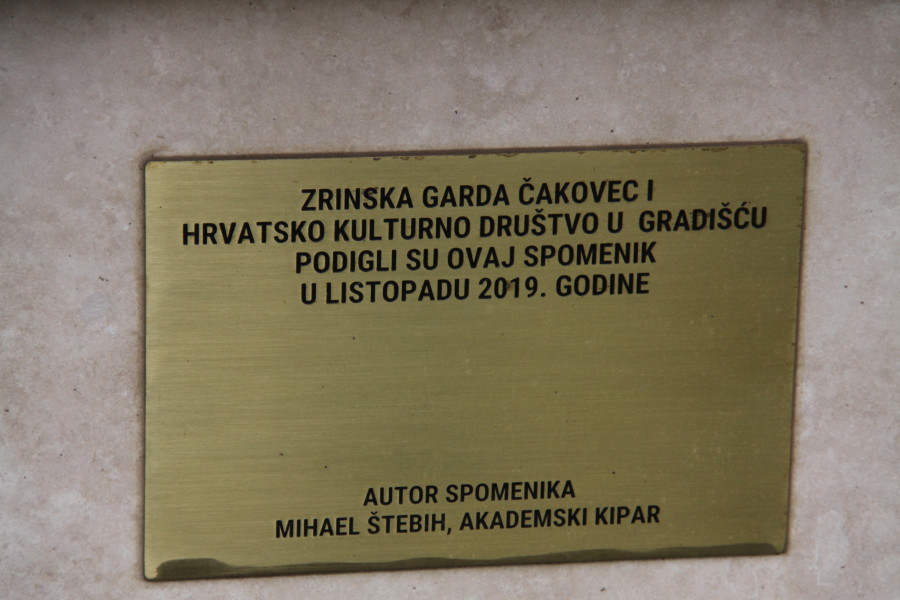 ZRINSKA GARDA ČAKOVEC I
HRVATSKO KULTURNO DRUŠTVO U GRADIŠĆU
PODIGLI SU OVAJ SPOMENIK
U LISTOPADU 2019. GODINE
AUTOR SPOMENIKA
MIHAEL ŠTEBIH, AKADEMSKI KIPAR